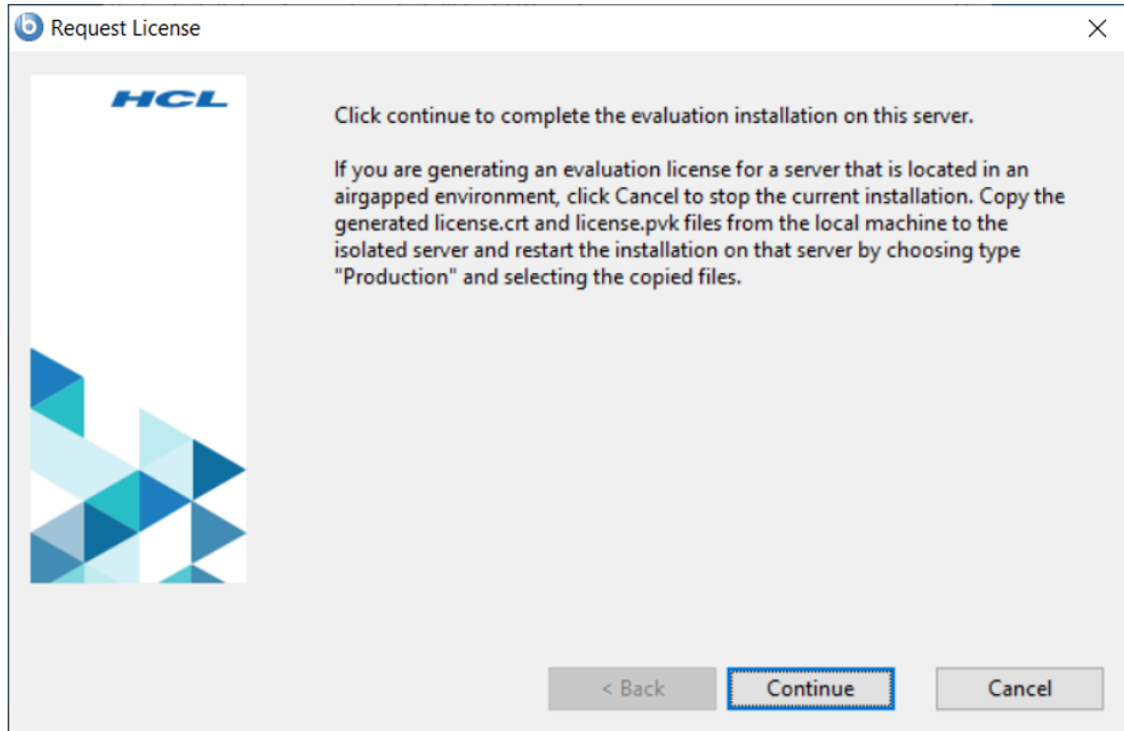 Request License
HCL
Click continue to complete the evaluation installation on this server.
If you are generating an evaluation license for a server that is located in an
airgapped environment, click Cancel to stop the current installation. Copy the
generated license.crt and license.pvk files from the local machine to the
isolated server and restart the installation on that server by choosing type
"Production" and selecting the copied files.
< Back
Continue
Cancel